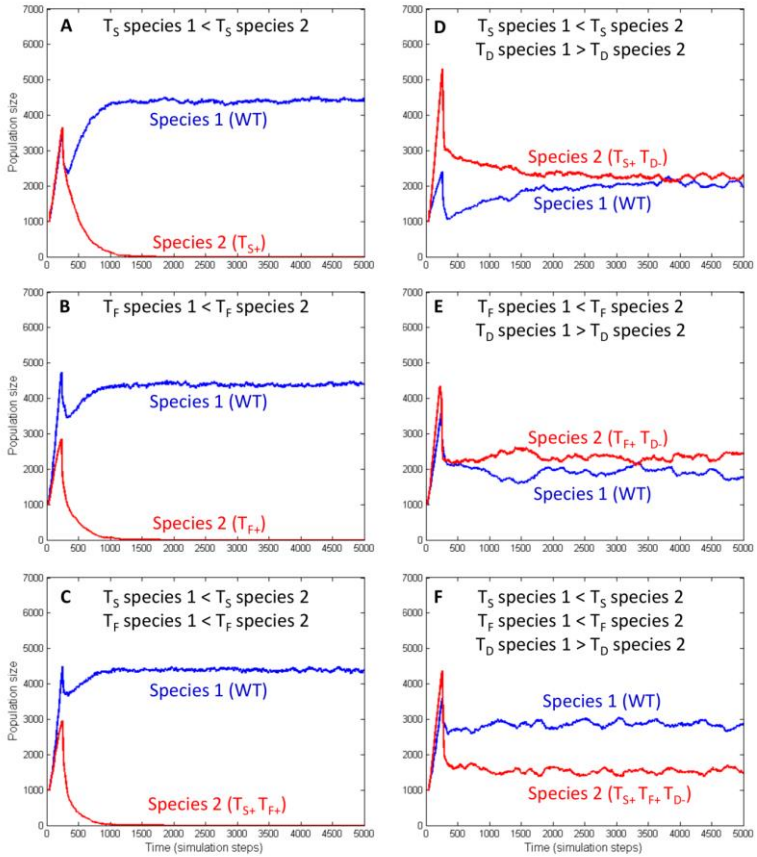 A
T_S species 1 < T_S species 2
7000
6000
5000
4000
3000
2000
1000
0
Population size
Species 1 (WT)
Species 2 (T_S+)
0 500 1000 1500 2000 2500 3000 3500 4000 4500 5000
B
T_F species 1 < T_F species 2
7000
6000
5000
4000
3000
2000
1000
0
Population size
Species 1 (WT)
Species 2 (T_F+)
0 500 1000 1500 2000 2500 3000 3500 4000 4500 5000
C
T_S species 1 < T_S species 2
T_F species 1 < T_F species 2
7000
6000
5000
4000
3000
2000
1000
0
Population size
Species 1 (WT)
Species 2 (T_S+ T_F+)
0 500 1000 1500 2000 2500 3000 3500 4000 4500 5000
Time (simulation steps)
D
T_S species 1 < T_S species 2
T_D species 1 > T_D species 2
7000
6000
5000
4000
3000
2000
1000
0
Species 2 (T_S+ T_D-)
Species 1 (WT)
0 500 1000 1500 2000 2500 3000 3500 4000 4500 5000
E
T_F species 1 < T_F species 2
T_D species 1 > T_D species 2
7000
6000
5000
4000
3000
2000
1000
0
Species 2 (T_F+ T_D-)
Species 1 (WT)
0 500 1000 1500 2000 2500 3000 3500 4000 4500 5000
F
T_S species 1 < T_S species 2
T_F species 1 < T_F species 2
T_D species 1 > T_D species 2
7000
6000
5000
4000
3000
2000
1000
0
Species 1 (WT)
Species 2 (T_S+ T_F+ T_D-)
0 500 1000 1500 2000 2500 3000 3500 4000 4500 5000
Time (simulation steps)